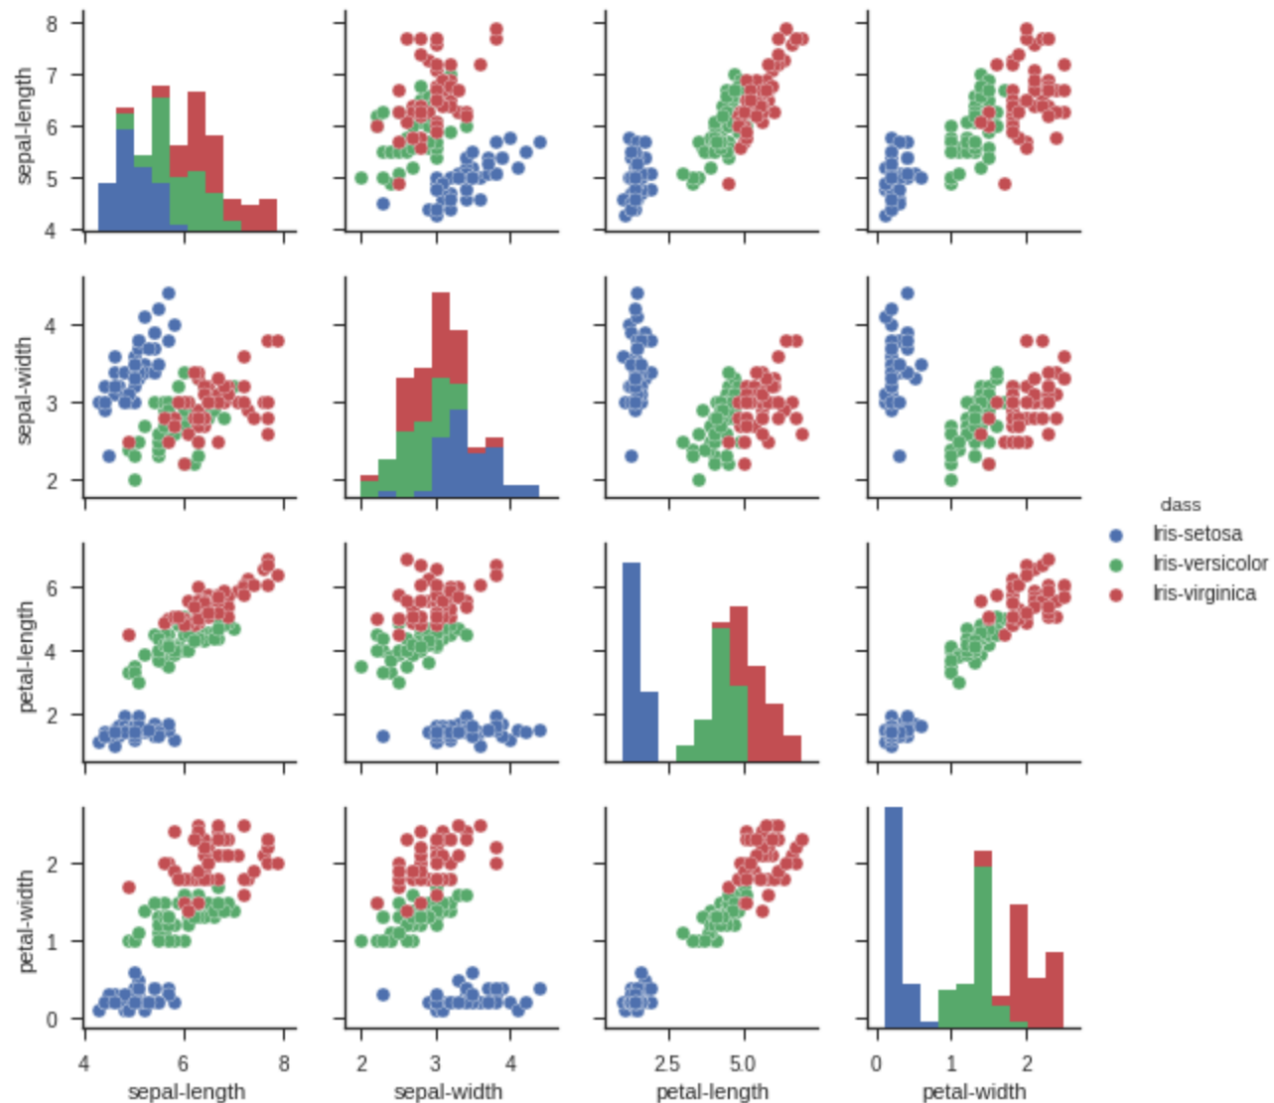 8
7
6
5
4
sepal-length
4
3
2
sepal-width
class
Iris-setosa
Iris-versicolor
Iris-virginica
6
4
2
petal-length
2
1
0
petal-width
4 6 8
2 3 4
2.5 5.0
0 1 2
sepal-length
sepal-width
petal-length
petal-width